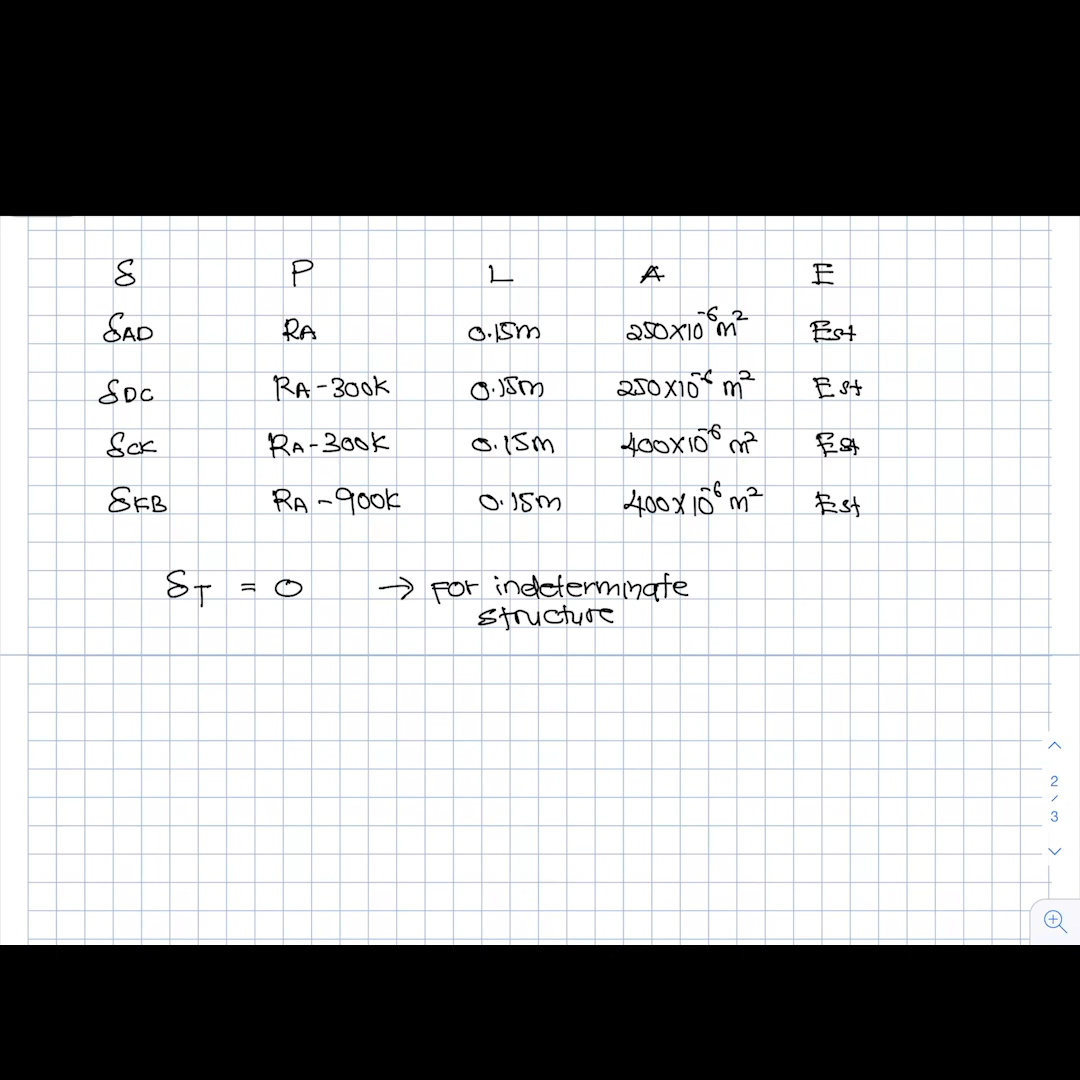 δ P L A E
δAD RA 0.15m 250x10⁻⁶m² Est
δDC RA-300k 0.15m 250x10⁻⁶ m² Est
δCK RA-300k 0.15m 400x10⁻⁶ m² Est
δKB RA-900k 0.15m 400x10⁻⁶ m² Est
δT = 0 → For indeterminate
structure
2
/
3